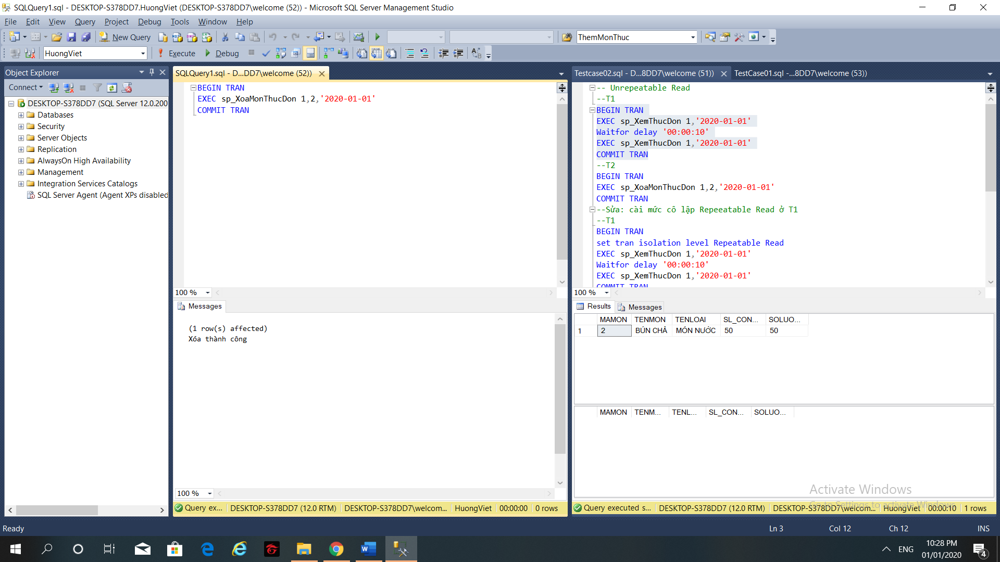 SQLQuery1.sql - DESKTOP-S378DD7.HuongViet (DESKTOP-S378DD7\welcome (52)) - Microsoft SQL Server Management Studio
File Edit View Query Project Debug Tools Window Help
New Query ThemMonThuc
HuongViet Execute Debug
Object Explorer
Connect
DESKTOP-S378DD7 (SQL Server 12.0.200
Databases
Security
Server Objects
Replication
AlwaysOn High Availability
Management
Integration Services Catalogs
SQL Server Agent (Agent XPs disabled
SQLQuery1.sql - D...DD7\welcome (52))
BEGIN TRAN
EXEC sp_XoaMonThucDon 1,2,'2020-01-01'
COMMIT TRAN
100 %
Messages
(1 row(s) affected)
Xóa thành công
100 %
Query ex... DESKTOP-S378DD7 (12.0 RTM) DESKTOP-S378DD7\welcom... HuongViet 00:00:00 0 rows
Testcase02.sql - D...8DD7\welcome (51)) TestCase01.sql -...8DD7\welcome (53))
-- Unrepeatable Read
--T1
BEGIN TRAN
EXEC sp_XemThucDon 1,'2020-01-01'
Waitfor delay '00:00:10'
EXEC sp_XemThucDon 1,'2020-01-01'
COMMIT TRAN
--T2
BEGIN TRAN
EXEC sp_XoaMonThucDon 1,2,'2020-01-01'
COMMIT TRAN
--Sửa: cài mức cô lập Repeeatable Read ở T1
--T1
BEGIN TRAN
set tran isolation level Repeatable Read
EXEC sp_XemThucDon 1,'2020-01-01'
Waitfor delay '00:00:10'
EXEC sp_XemThucDon 1,'2020-01-01'
COMMIT TRAN
100 %
Results Messages
MAMON TENMON TENLOAI SL_CON... SOLUO...
1 2 BÚN CHẢ MÓN NƯỚC 50 50
MAMON TENM... TENL... SL_CON... SOLUO...
Activate Windows
Go to Settings to activate Windows.
Query executed s... DESKTOP-S378DD7 (12.0 RTM) DESKTOP-S378DD7\welcom... HuongViet 00:00:10 1 rows
Ready Ln 3 Col 12 Ch 12 INS
ENG 10:28 PM
01/01/2020
4